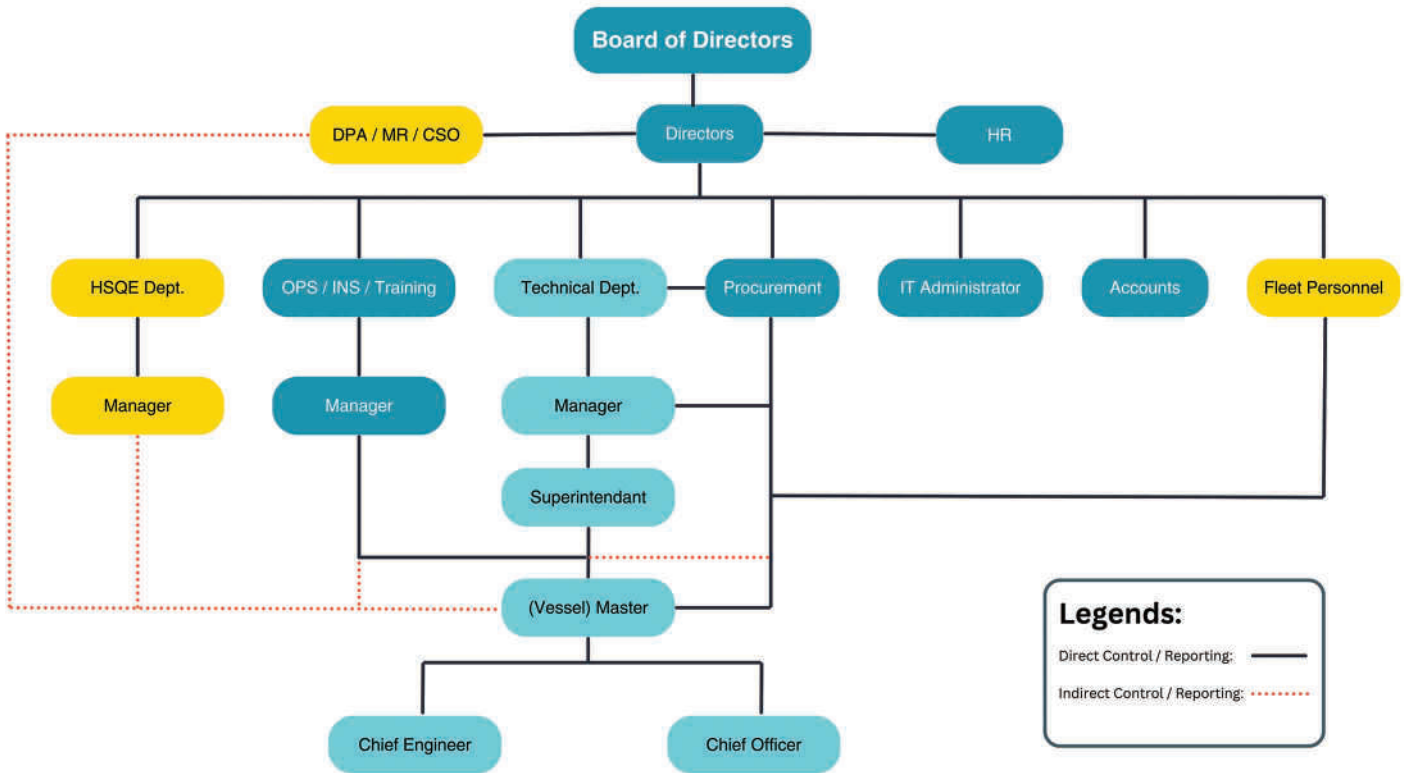 Board of Directors
DPA / MR / CSO
Directors
HR
HSQE Dept.
OPS / INS / Training
Technical Dept.
Procurement
IT Administrator
Accounts
Fleet Personnel
Manager
Manager
Manager
Superintendant
(Vessel) Master
Chief Engineer
Chief Officer
Legends:
Direct Control / Reporting:
Indirect Control / Reporting: